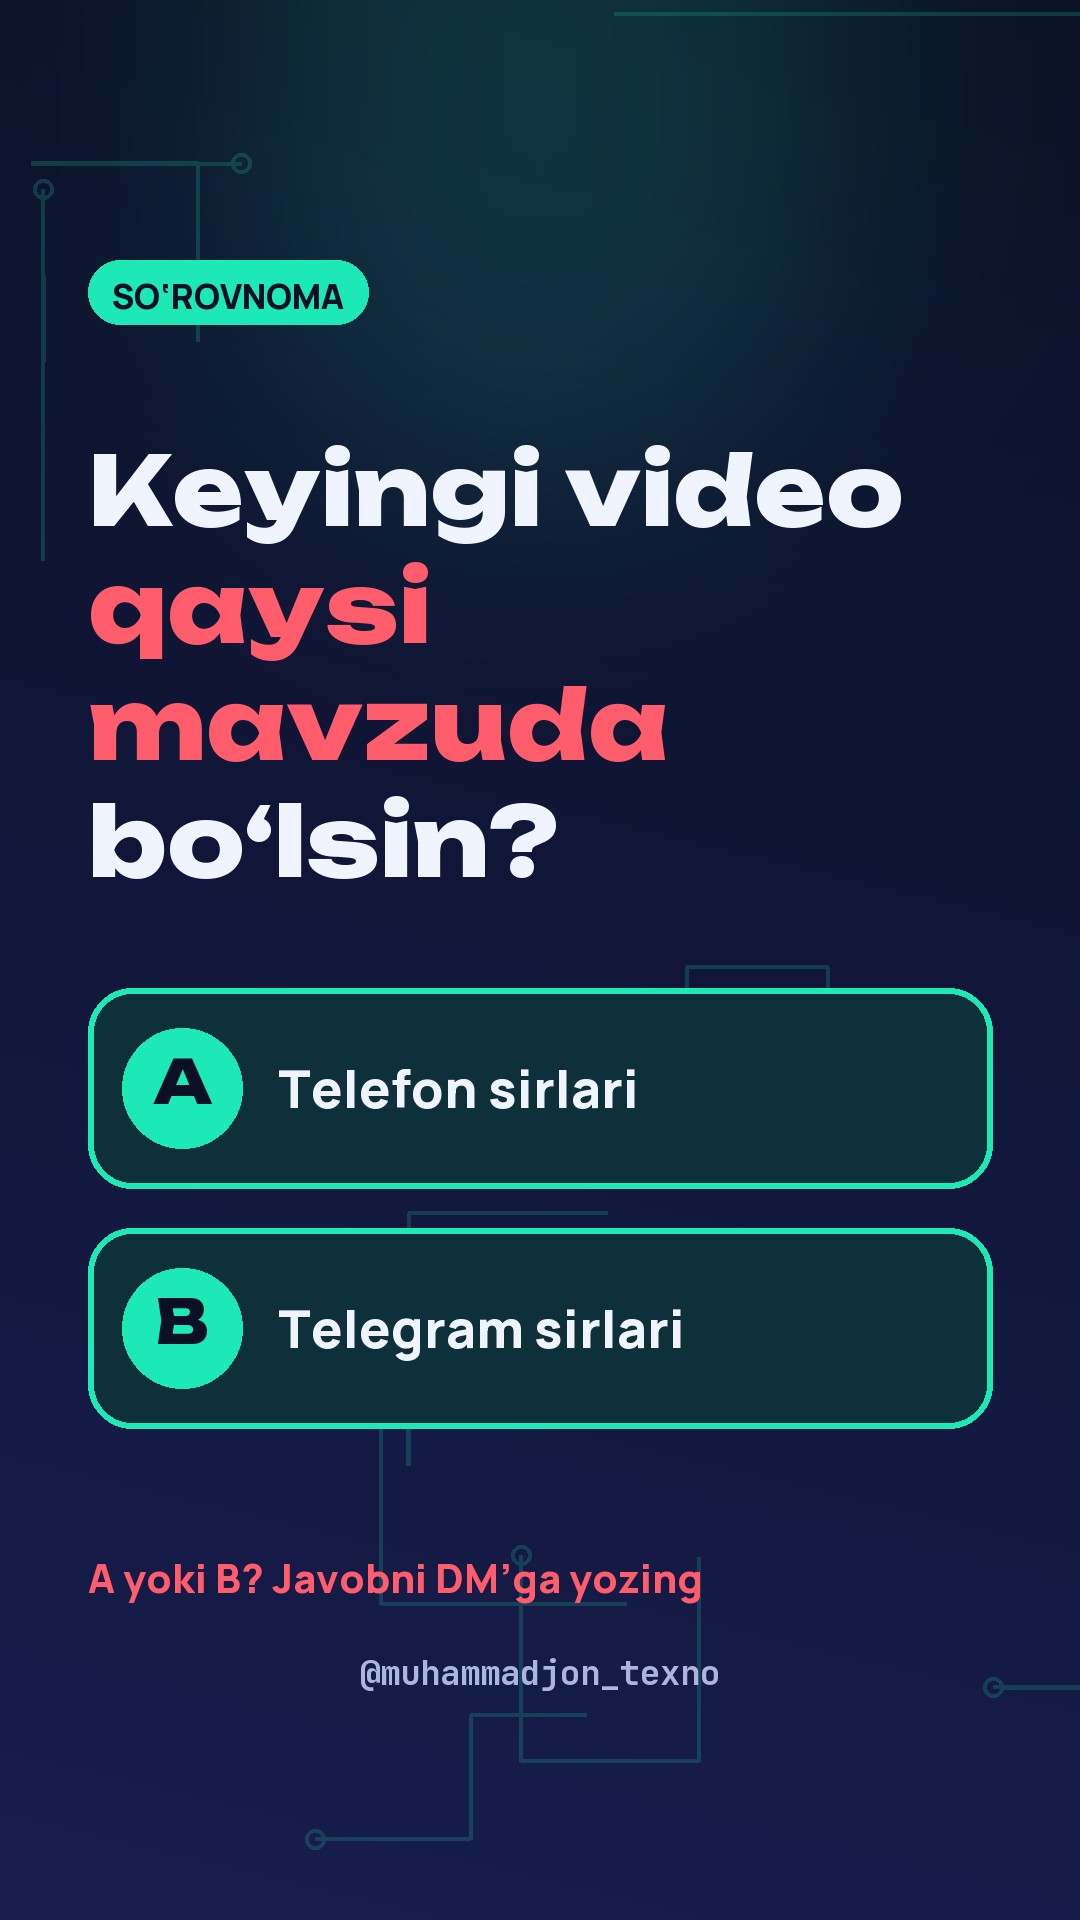 SO‘ROVNOMA
Keyingi video
qaysi
mavzuda
bo‘lsin?
A
Telefon sirlari
B
Telegram sirlari
A yoki B? Javobni DM’ga yozing
@muhammadjon_texno